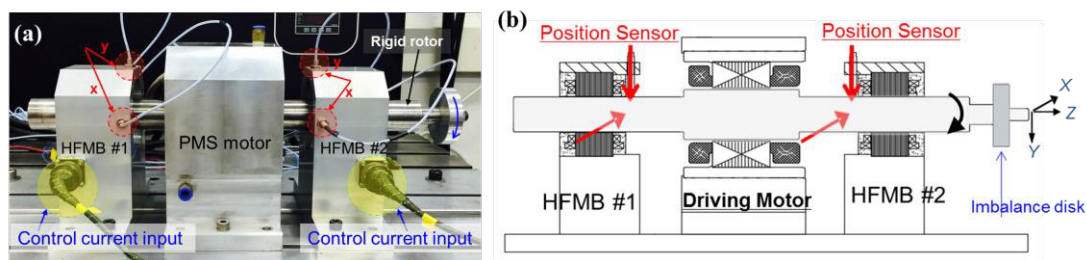 (a)
y
y
Rigid rotor
x
x
HFMB #1
PMS motor
HFMB #2
Control current input
Control current input
(b)
Position Sensor
Position Sensor
X
Z
Y
HFMB #1
Driving Motor
HFMB #2
Imbalance disk